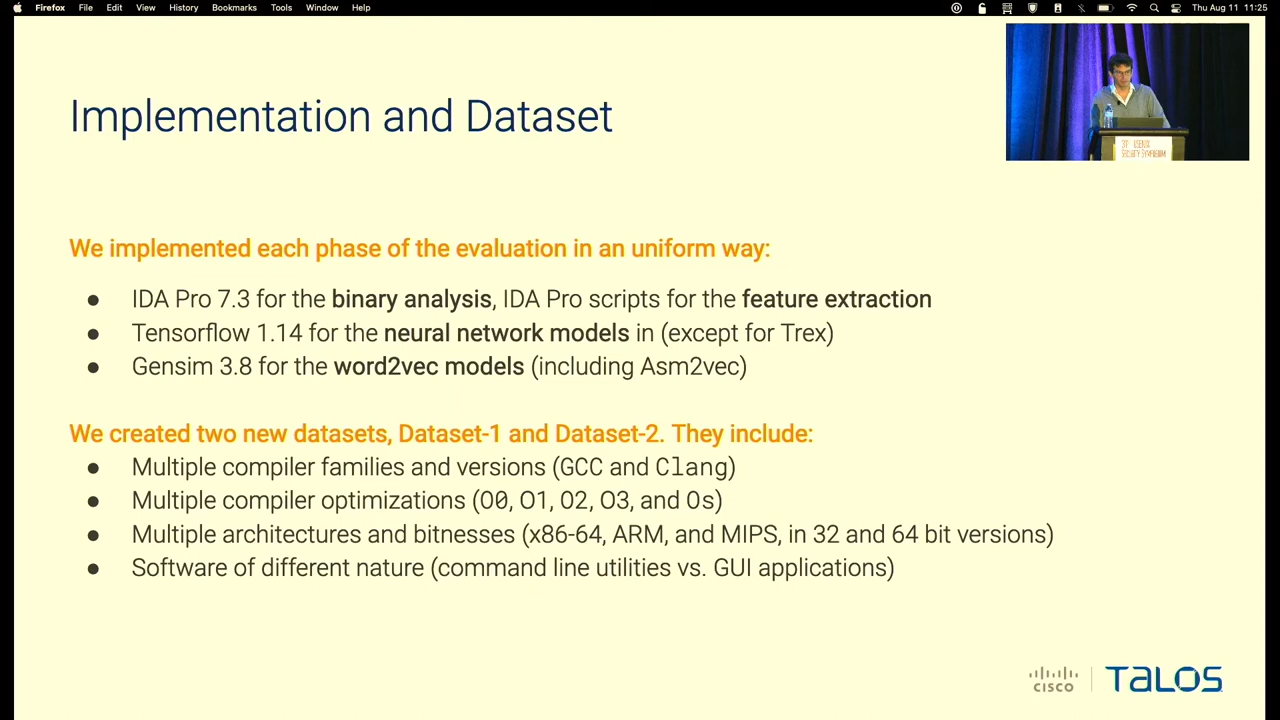 Firefox File Edit View History Bookmarks Tools Window Help Thu Aug 11 11:25
Implementation and Dataset
We implemented each phase of the evaluation in an uniform way:
● IDA Pro 7.3 for the binary analysis, IDA Pro scripts for the feature extraction
● Tensorflow 1.14 for the neural network models in (except for Trex)
● Gensim 3.8 for the word2vec models (including Asm2vec)
We created two new datasets, Dataset-1 and Dataset-2. They include:
● Multiple compiler families and versions (GCC and Clang)
● Multiple compiler optimizations (O0, O1, O2, O3, and Os)
● Multiple architectures and bitnesses (x86-64, ARM, and MIPS, in 32 and 64 bit versions)
● Software of different nature (command line utilities vs. GUI applications)
CISCO TALOS